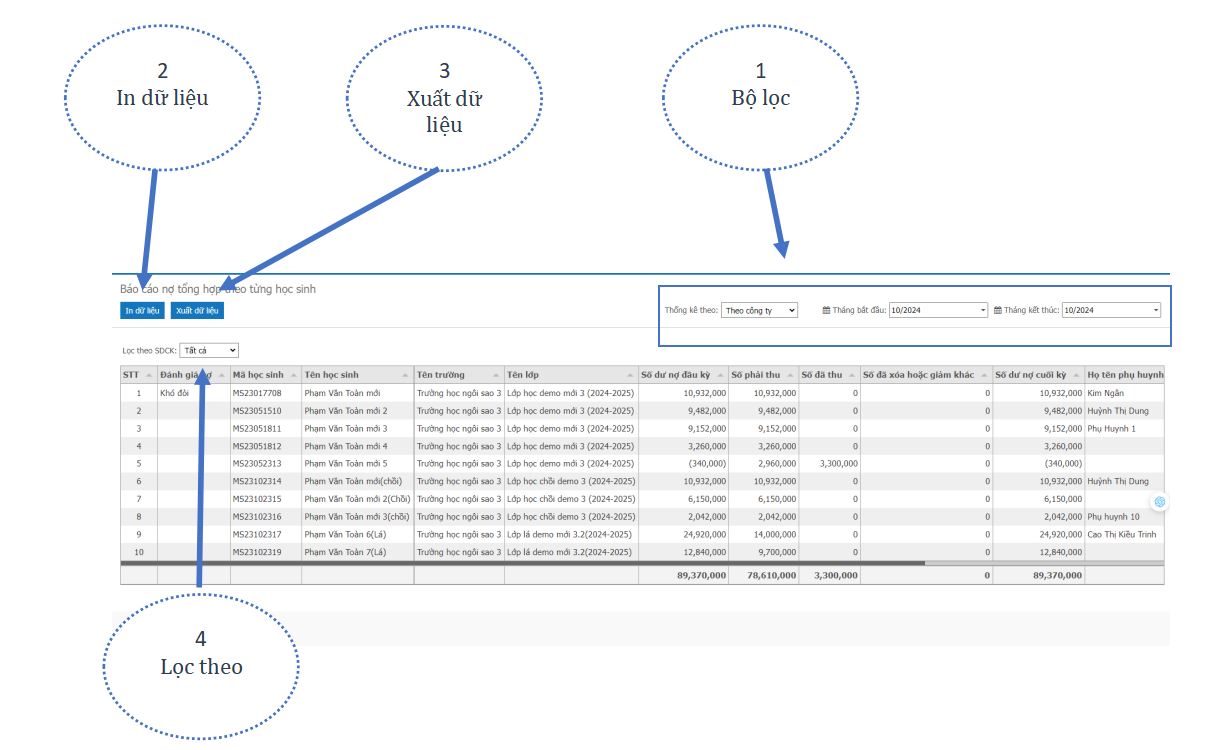 2
In dữ liệu
3
Xuất dữ
liệu
1
Bộ lọc
Báo cáo nợ tổng hợp theo từng học sinh
In dữ liệu Xuất dữ liệu
Thống kê theo: Theo công ty Tháng bắt đầu: 10/2024 Tháng kết thúc: 10/2024
Lọc theo SDCK: Tất cả
STT Đánh giá nợ Mã học sinh Tên học sinh Tên trường Tên lớp Số dư nợ đầu kỳ Số phải thu Số đã thu Số đã xóa hoặc giảm khác Số dư nợ cuối kỳ Họ tên phụ huynh
1 Khó đòi MS23017708 Phạm Văn Toàn mới Trường học ngôi sao 3 Lớp học demo mới 3 (2024-2025) 10,932,000 10,932,000 0 0 10,932,000 Kim Ngân
2 MS23051510 Phạm Văn Toàn mới 2 Trường học ngôi sao 3 Lớp học demo mới 3 (2024-2025) 9,482,000 9,482,000 0 0 9,482,000 Huỳnh Thị Dung
3 MS23051811 Phạm Văn Toàn mới 3 Trường học ngôi sao 3 Lớp học demo mới 3 (2024-2025) 9,152,000 9,152,000 0 0 9,152,000 Phụ Huynh 1
4 MS23051812 Phạm Văn Toàn mới 4 Trường học ngôi sao 3 Lớp học demo mới 3 (2024-2025) 3,260,000 3,260,000 0 0 3,260,000
5 MS23052313 Phạm Văn Toàn mới 5 Trường học ngôi sao 3 Lớp học demo mới 3 (2024-2025) (340,000) 2,960,000 3,300,000 0 (340,000)
6 MS23102314 Phạm Văn Toàn mới(chồi) Trường học ngôi sao 3 Lớp học chồi demo 3 (2024-2025) 10,932,000 10,932,000 0 0 10,932,000 Huỳnh Thị Dung
7 MS23102315 Phạm Văn Toàn mới 2(Chồi) Trường học ngôi sao 3 Lớp học chồi demo 3 (2024-2025) 6,150,000 6,150,000 0 0 6,150,000
8 MS23102316 Phạm Văn Toàn mới 3(chồi) Trường học ngôi sao 3 Lớp học chồi demo 3 (2024-2025) 2,042,000 2,042,000 0 0 2,042,000 Phụ huynh 10
9 MS23102317 Phạm Văn Toàn 6(Lá) Trường học ngôi sao 3 Lớp lá demo mới 3.2(2024-2025) 24,920,000 14,000,000 0 0 24,920,000 Cao Thị Kiều Trinh
10 MS23102319 Phạm Văn Toàn 7(Lá) Trường học ngôi sao 3 Lớp lá demo mới 3.2(2024-2025) 12,840,000 9,700,000 0 0 12,840,000
89,370,000 78,610,000 3,300,000 0 89,370,000
4
Lọc theo